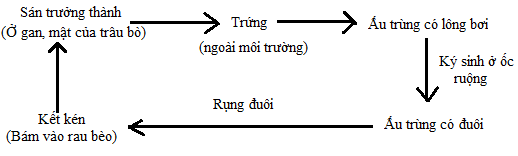 Sán trưởng thành
(Ở gan, mật của trâu bò)
Trứng
(ngoài môi trường)
Ấu trùng có lông bơi
Ký sinh ở ốc
ruộng
Ấu trùng có đuôi
Rụng đuôi
Kết kén
(Bám vào rau bèo)